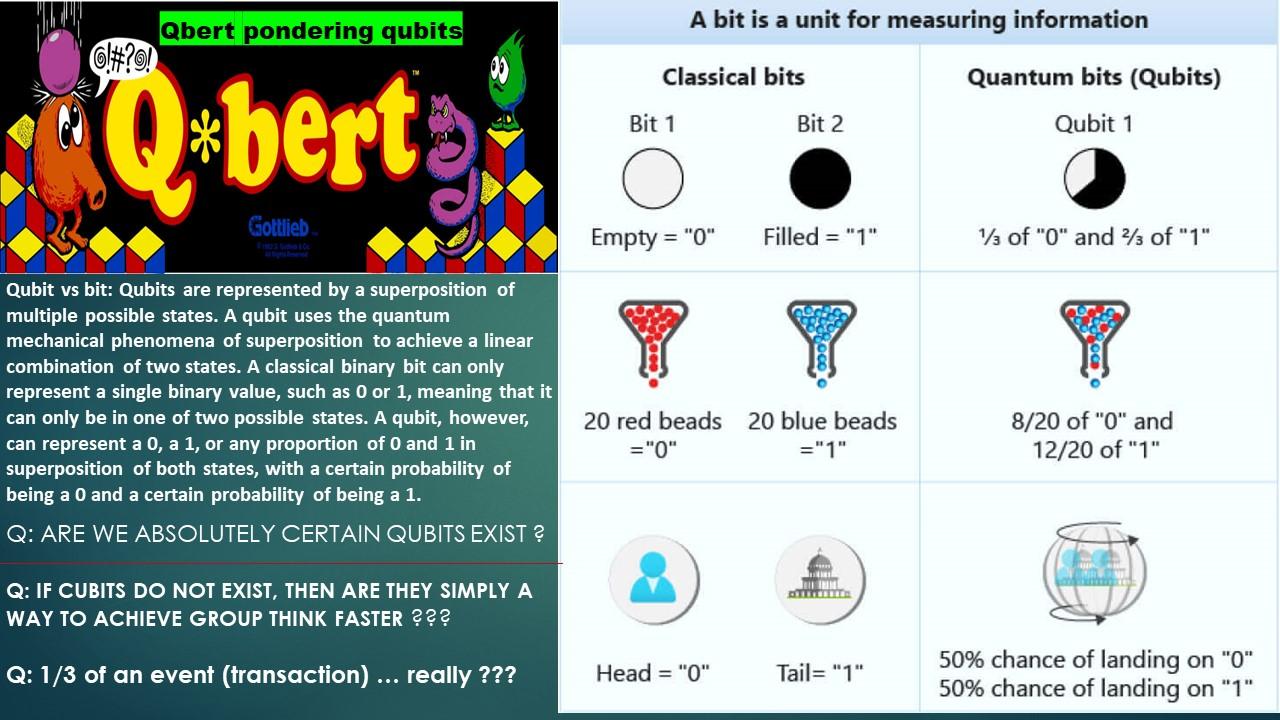 Qbert pondering qubits
@!#?@!
Q*bert
™
Gottlieb
© 1982 D. Gottlieb & Co.
All Rights Reserved
Qubit vs bit: Qubits are represented by a superposition of
multiple possible states. A qubit uses the quantum
mechanical phenomena of superposition to achieve a linear
combination of two states. A classical binary bit can only
represent a single binary value, such as 0 or 1, meaning that it
can only be in one of two possible states. A qubit, however,
can represent a 0, a 1, or any proportion of 0 and 1 in
superposition of both states, with a certain probability of
being a 0 and a certain probability of being a 1.
Q: ARE WE ABSOLUTELY CERTAIN QUBITS EXIST ?
Q: IF CUBITS DO NOT EXIST, THEN ARE THEY SIMPLY A
WAY TO ACHIEVE GROUP THINK FASTER ???
Q: 1/3 of an event (transaction) … really ???
A bit is a unit for measuring information
Classical bits
Quantum bits (Qubits)
Bit 1
Bit 2
Qubit 1
Empty = "0"
Filled = "1"
⅓ of "0" and ⅔ of "1"
20 red beads
="0"
20 blue beads
="1"
8/20 of "0" and
12/20 of "1"
Head = "0"
Tail= "1"
50% chance of landing on "0"
50% chance of landing on "1"